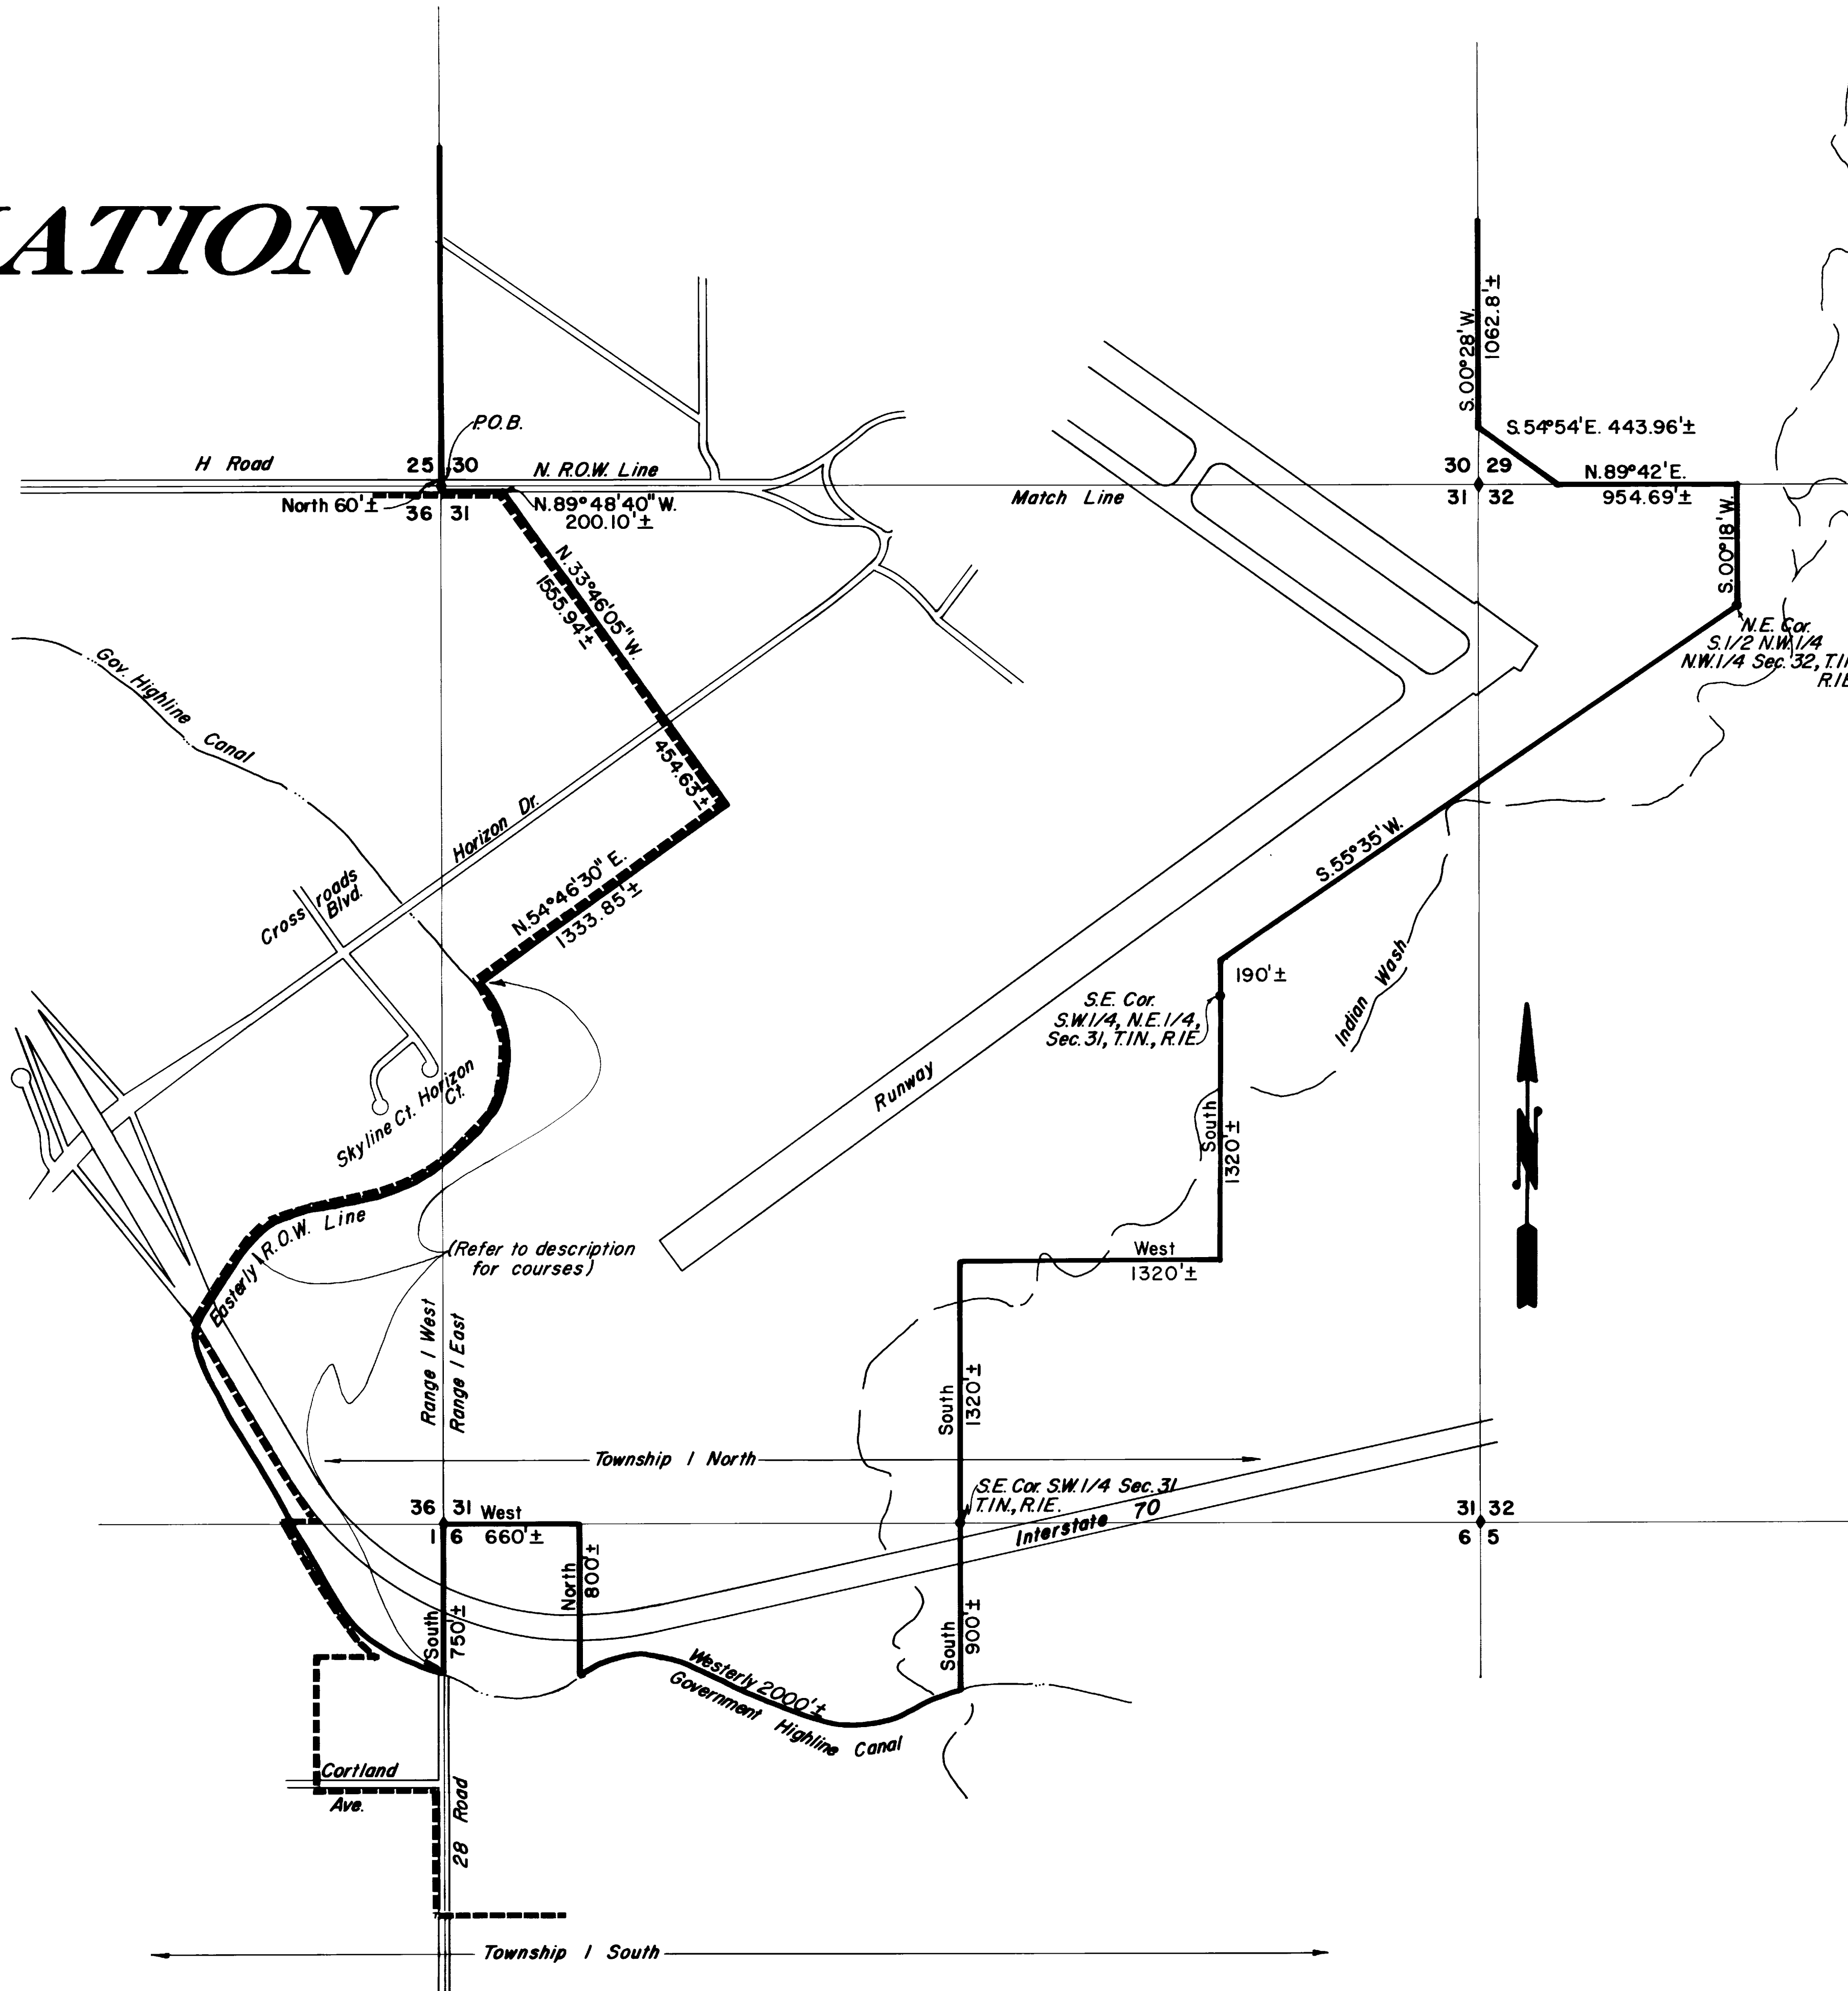 ATION
P.O.B.
H Road
25 30
N. R.O.W. Line
North 60'±
36 31
N.89°48'40"W.
200.10'±
Match Line
S.00°28'W.
1062.8'±
S.54°54'E. 443.96'±
30 29
N.89°42'E.
31 32
954.69'±
S.00°18'W.
N.E. Cor.
S.1/2 N.W.1/4
N.W.1/4 Sec. 32,
N.33°46'05"W.
1555.94'±
454.63'±
Gov. Highline Canal
Horizon Dr.
Cross roads
Blvd.
N.54°46'30"E.
1333.85'±
S.55°35'W.
190'±
Indian Wash
S.E. Cor.
S.W.1/4, N.E.1/4,
Sec. 31, T.1N., R.1E.
Runway
N
South
1320'±
Skyline Ct. Horizon
Ct.
Easterly R.O.W. Line
(Refer to description
for courses)
West
1320'±
Range 1 West
Range 1 East
South
1320'±
Township 1 North
S.E. Cor. S.W.1/4 Sec. 31
T.1N., R.1E.
Interstate 70
36 31
West
1 6
660'±
31 32
6 5
North
800'±
South
750'±
South
900'±
Westerly 2000'±
Government Highline Canal
Cortland
Ave.
28 Road
Township 1 South